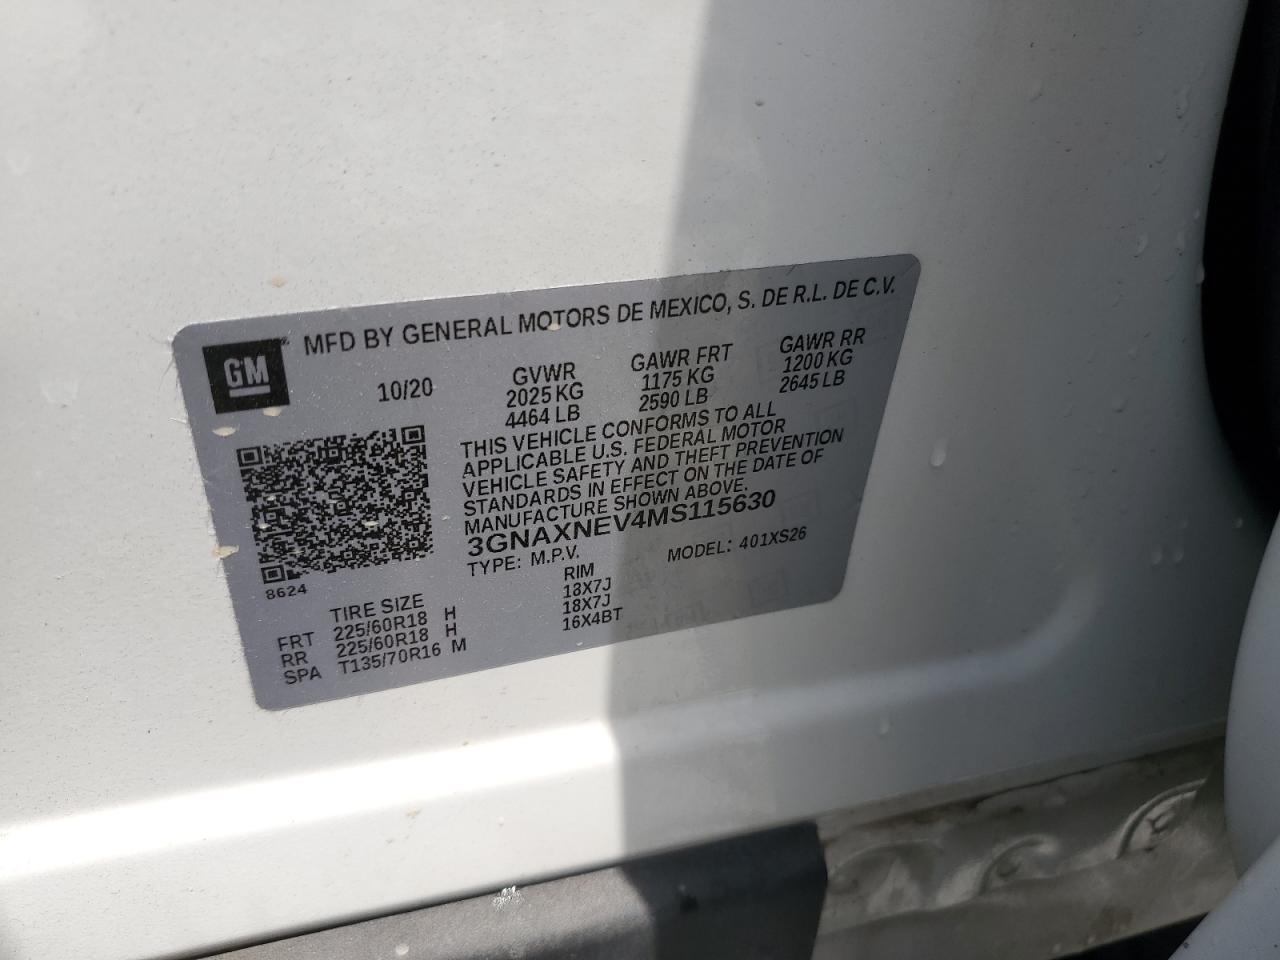 MFD BY GENERAL MOTORS DE MEXICO, S. DE R.L. DE C.V.
GM
10/20
GVWR
2025 KG
4464 LB
GAWR FRT
1175 KG
2590 LB
GAWR RR
1200 KG
2645 LB
THIS VEHICLE CONFORMS TO ALL
APPLICABLE U.S. FEDERAL MOTOR
VEHICLE SAFETY AND THEFT PREVENTION
STANDARDS IN EFFECT ON THE DATE OF
MANUFACTURE SHOWN ABOVE.
3GNAXNEV4MS115630
TYPE: M.P.V.
MODEL: 401XS26
8624
TIRE SIZE RIM
FRT 225/60R18 H 18X7J
RR 225/60R18 H 18X7J
SPA T135/70R16 M 16X4BT